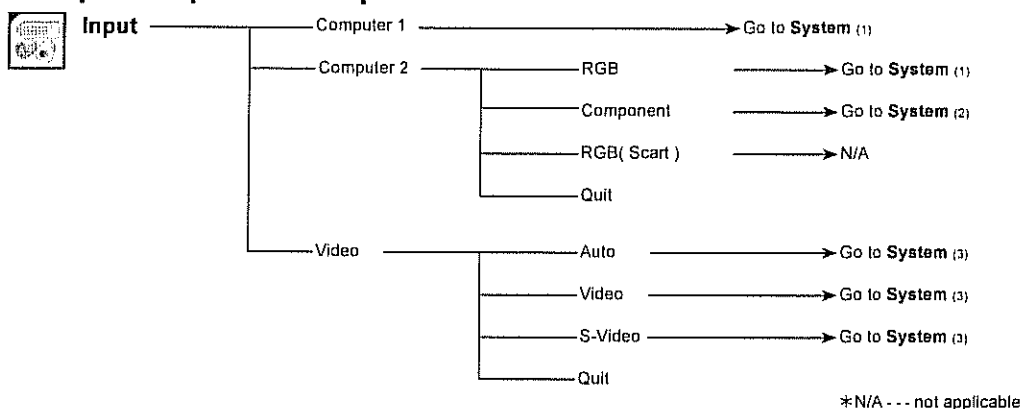 Input
Computer 1
Go to System (1)
Computer 2
RGB
Go to System (1)
Component
Go to System (2)
RGB( Scart )
N/A
Quit
Video
Auto
Go to System (3)
Video
Go to System (3)
S-Video
Go to System (3)
Quit
*N/A - - - not applicable